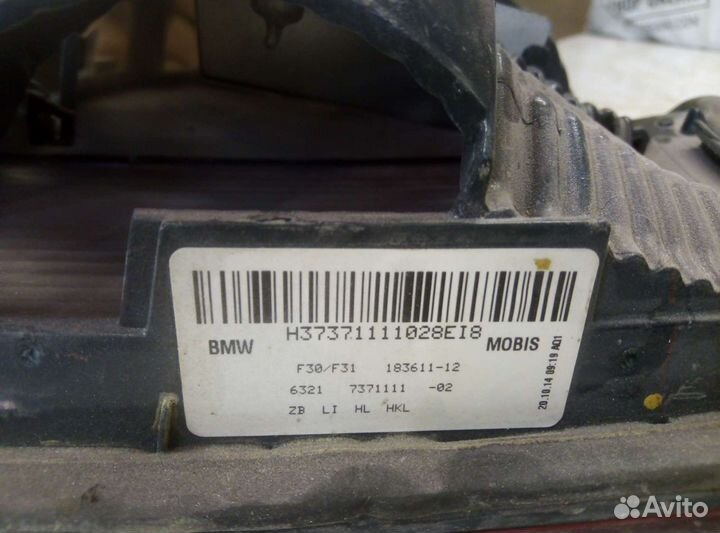 H37371111028EI8
BMW
MOBIS
F30/F31 183611-12
6321 7371111 -02
ZB LI HL HKL
20.10.14 09:19 A01
Avito